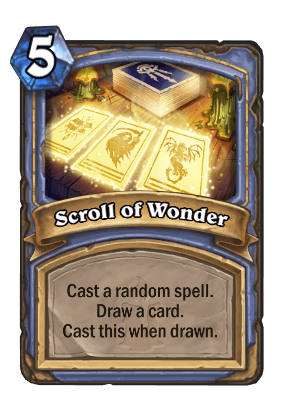 5
Scroll of Wonder
Cast a random spell.
Draw a card.
Cast this when drawn.